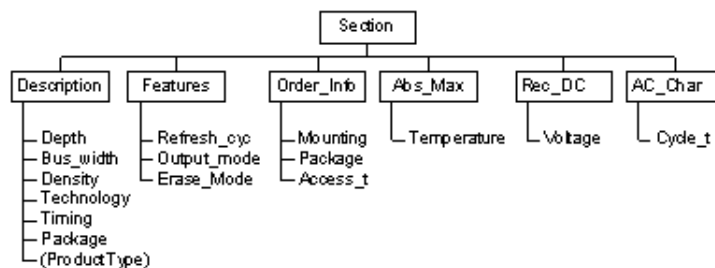 Section
Description Features Order_Info Abs_Max Rec_DC AC_Char
Depth Refresh_cyc Mounting Temperature Voltage Cycle_t
Bus_width Output_mode Package
Density Erase_Mode Access_t
Technology
Timing
Package
(ProductType)